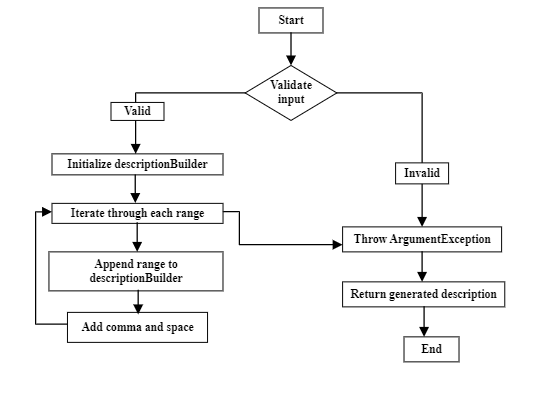 Start
Validate
input
Valid
Initialize descriptionBuilder
Invalid
Iterate through each range
Throw ArgumentException
Append range to
descriptionBuilder
Return generated description
Add comma and space
End